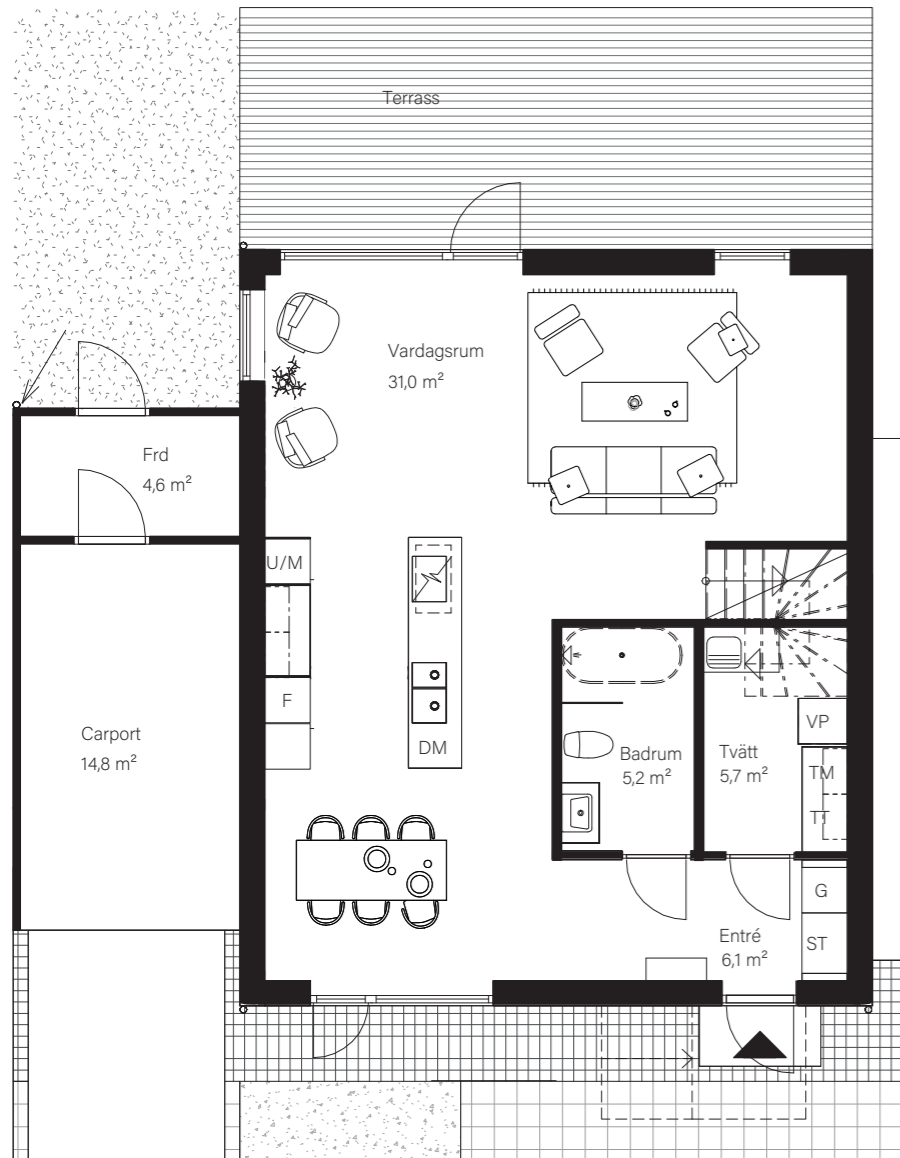 Terrass
Vardagsrum
31,0 m²
Frd
4,6 m²
U/M
F
DM
Carport
14,8 m²
Badrum
5,2 m²
Tvätt
5,7 m²
VP
TM
TT
G
ST
Entré
6,1 m²